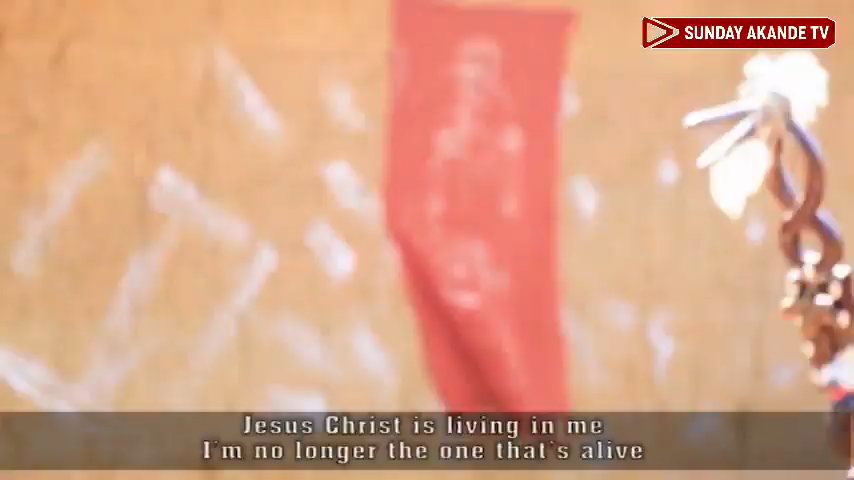 SUNDAY AKANDE TV
Jesus Christ is living in me
I'm no longer the one that's alive